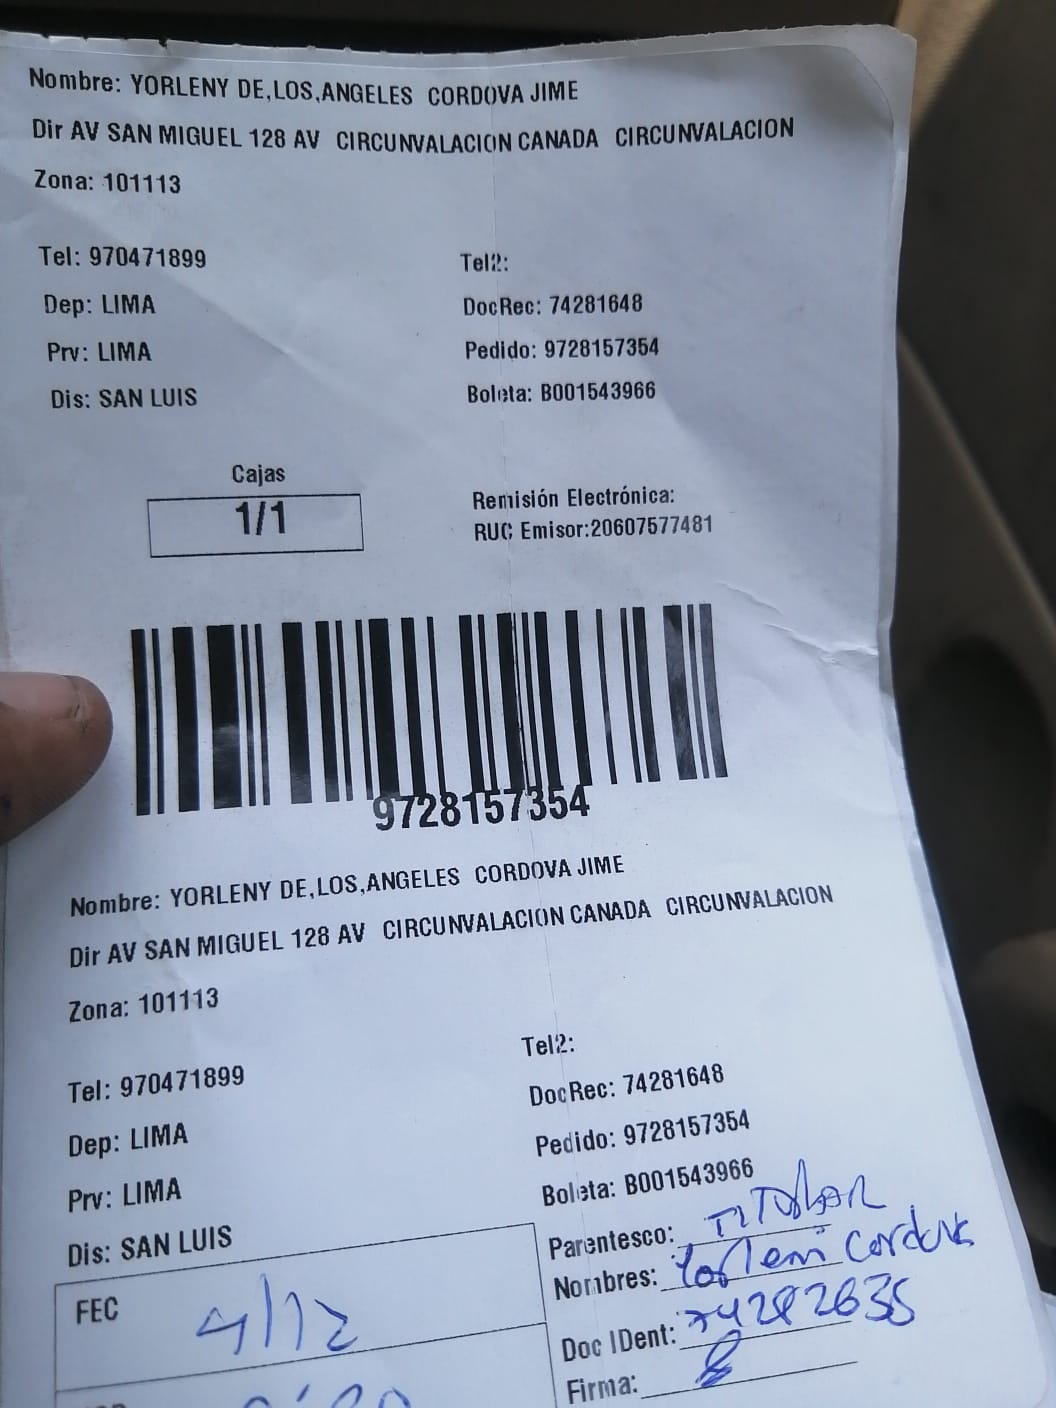 Nombre: YORLENY DE,LOS,ANGELES CORDOVA JIME
Dir AV SAN MIGUEL 128 AV CIRCUNVALACION CANADA CIRCUNVALACION
Zona: 101113
Tel: 970471899 Tel2:
Dep: LIMA DocRec: 74281648
Prv: LIMA Pedido: 9728157354
Dis: SAN LUIS Boleta: B001543966
Cajas
1/1
Remisión Electrónica:
RUC Emisor:20607577481
9728157354
Nombre: YORLENY DE,LOS,ANGELES CORDOVA JIME
Dir AV SAN MIGUEL 128 AV CIRCUNVALACION CANADA CIRCUNVALACION
Zona: 101113
Tel: 970471899 Tel2:
Dep: LIMA DocRec: 74281648
Prv: LIMA Pedido: 9728157354
Dis: SAN LUIS Boleta: B001543966
Parentesco: TITULAR
Nombres: Yorleni Cordova
Doc IDent:
Firma:
FEC 4/12